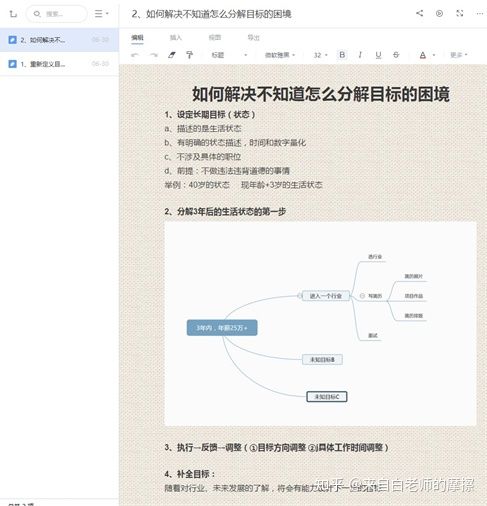 搜索...
2、如何解决不知道怎么分解目标的困境
2、如何解决不...
06-30
1、重新定义目...
06-30
编辑
插入
视图
导出
标题
微软雅黑
32
B
I
U
S
A
更多
如何解决不知道怎么分解目标的困境
1、设定长期目标（状态）
a、描述的是生活状态
b、有明确的状态描述，时间和数字量化
c、不涉及具体的职位
d、前提：不做违法违背道德的事情
举例：40岁的状态 现年龄+3岁的生活状态
2、分解3年后的生活状态的第一步
3年内，年薪25万+
进入一个行业
选行业
写简历
简历照片
项目作品
简历排版
面试
未知目标B
未知目标C
3、执行—反馈—调整（①目标方向调整 ②具体工作时间调整）
4、补全目标：
随着对行业、未来发展的了解，将会有能力
知乎 @来自白老师的摩擦